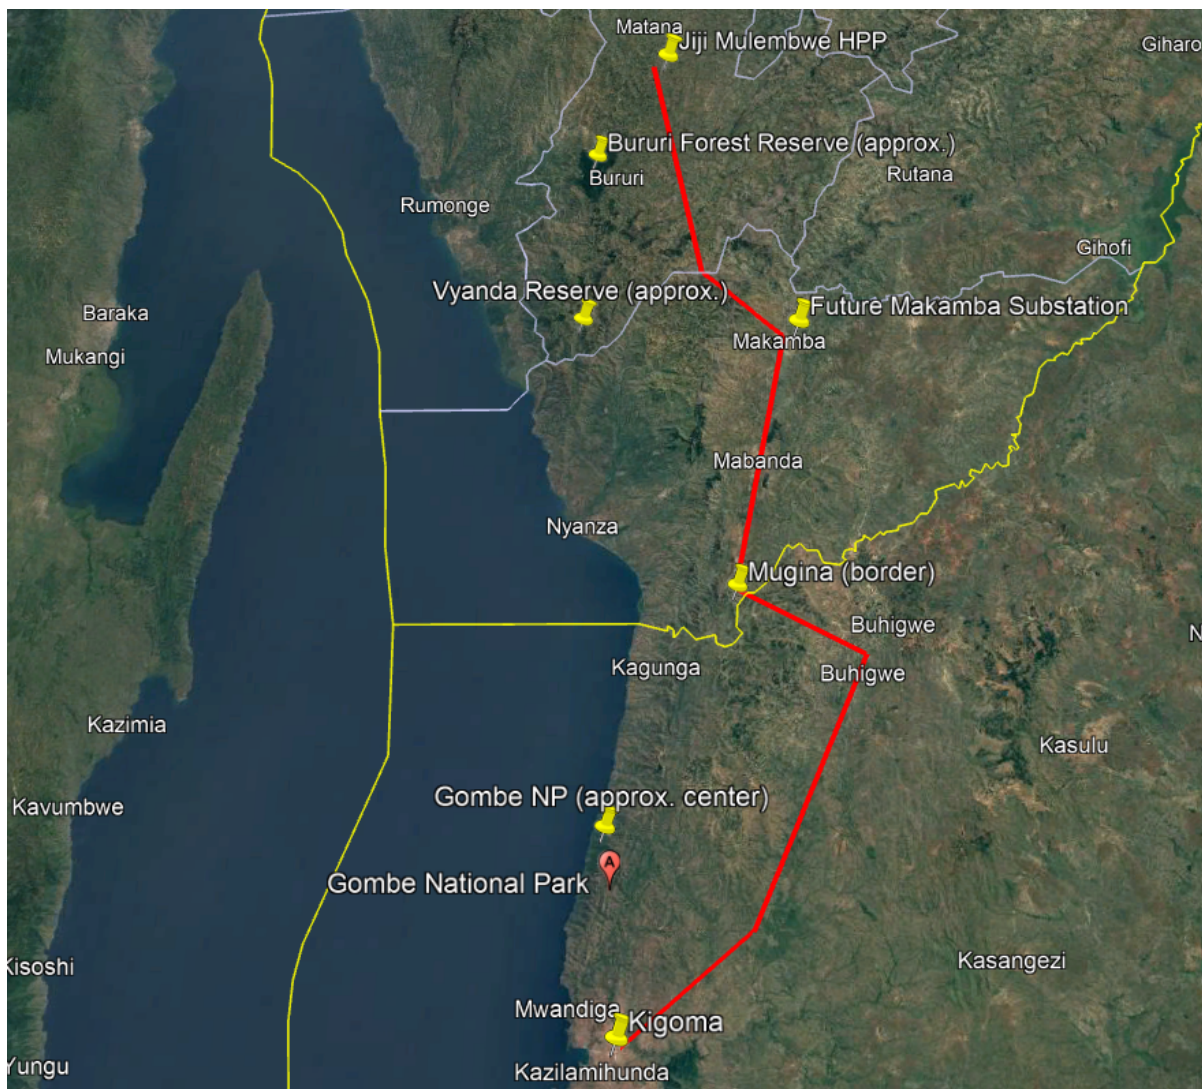 Matana
Jiji Mulembwe HPP
Giharo
Bururi Forest Reserve (approx.)
Bururi
Rutana
Rumonge
Gihofi
Vyanda Reserve (approx.)
Future Makamba Substation
Baraka
Makamba
Mukangi
Mabanda
Nyanza
Mugina (border)
Buhigwe
N
Kagunga
Buhigwe
Kazimia
Kasulu
Gombe NP (approx. center)
Kavumbwe
A
Gombe National Park
Kasangezi
Kisoshi
Mwandiga
Kigoma
Yungu
Kazilamihunda